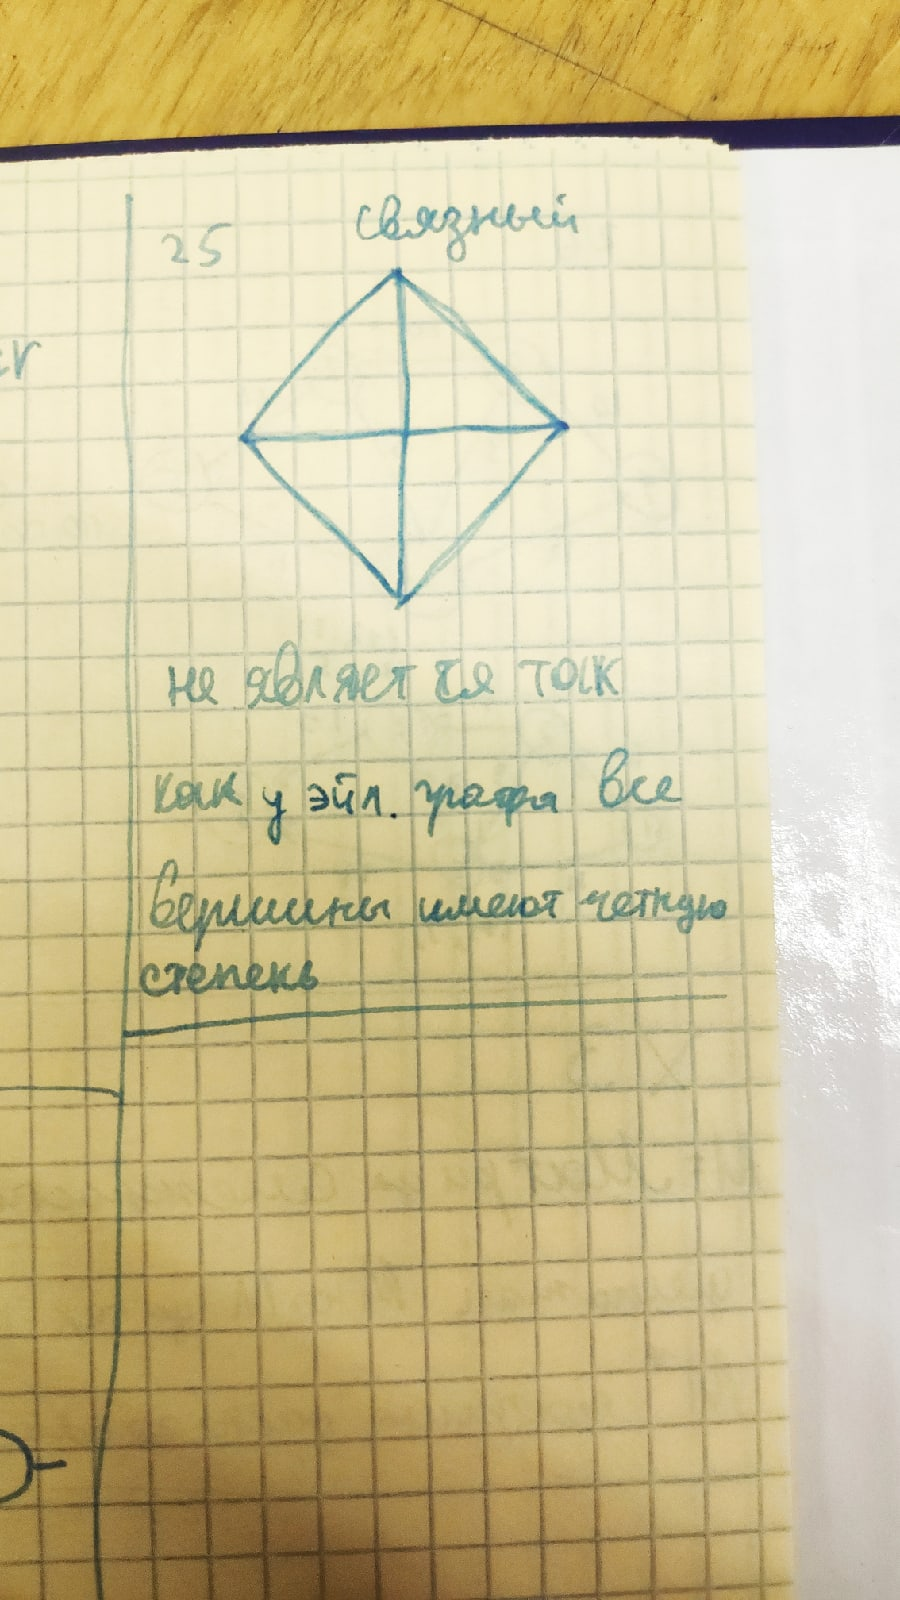 25
связный
не является так
как у эйл. графа все
вершины имеют четную
степень